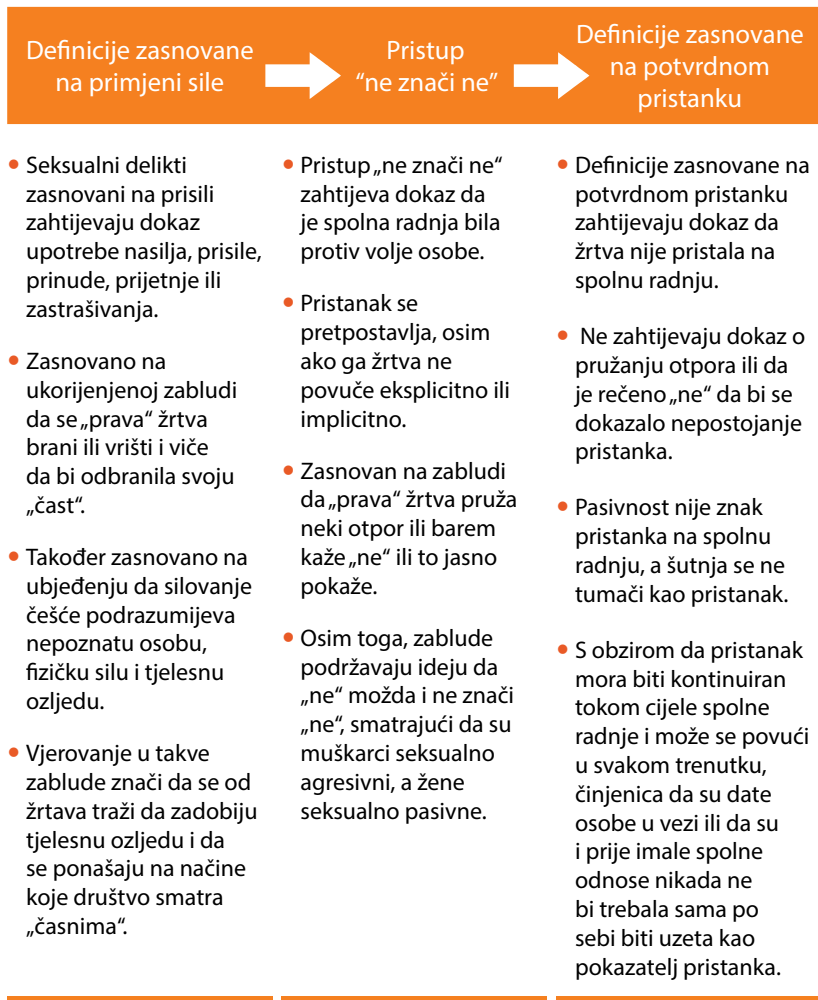 Definicije zasnovane
na primjeni sile
Pristup
“ne znači ne”
Definicije zasnovane
na potvrdnom
pristanku
• Seksualni delikti
zasnovani na prisili
zahtijevaju dokaz
upotrebe nasilja, prisile,
prinude, prijetnje ili
zastrašivanja.
• Zasnovano na
ukorijenjenoj zabludi
da se „prava“ žrtva
brani ili vrišti i viče
da bi odbranila svoju
„čast“.
• Također zasnovano na
ubjeđenju da silovanje
češće podrazumijeva
nepoznatu osobu,
fizičku silu i tjelesnu
ozljedu.
• Vjerovanje u takve
zablude znači da se od
žrtava traži da zadobiju
tjelesnu ozljedu i da
se ponašaju na načine
koje društvo smatra
„časnima“.
• Pristup „ne znači ne“
zahtijeva dokaz da
je spolna radnja bila
protiv volje osobe.
• Pristanak se
pretpostavlja, osim
ako ga žrtva ne
povuče eksplicitno ili
implicitno.
• Zasnovan na zabludi
da „prava“ žrtva pruža
neki otpor ili barem
kaže „ne“ ili to jasno
pokaže.
• Osim toga, zablude
podržavaju ideju da
„ne“ možda i ne znači
„ne“, smatrajući da su
muškarci seksualno
agresivni, a žene
seksualno pasivne.
• Definicije zasnovane na
potvrdnom pristanku
zahtijevaju dokaz da
žrtva nije pristala na
spolnu radnju.
• Ne zahtijevaju dokaz o
pružanju otpora ili da
je rečeno „ne“ da bi se
dokazalo nepostojanje
pristanka.
• Pasivnost nije znak
pristanka na spolnu
radnju, a šutnja se ne
tumači kao pristanak.
• S obzirom da pristanak
mora biti kontinuiran
tokom cijele spolne
radnje i može se povući
u svakom trenutku,
činjenica da su date
osobe u vezi ili da su
i prije imale spolne
odnose nikada ne
bi trebala sama po
sebi biti uzeta kao
pokazatelj pristanka.